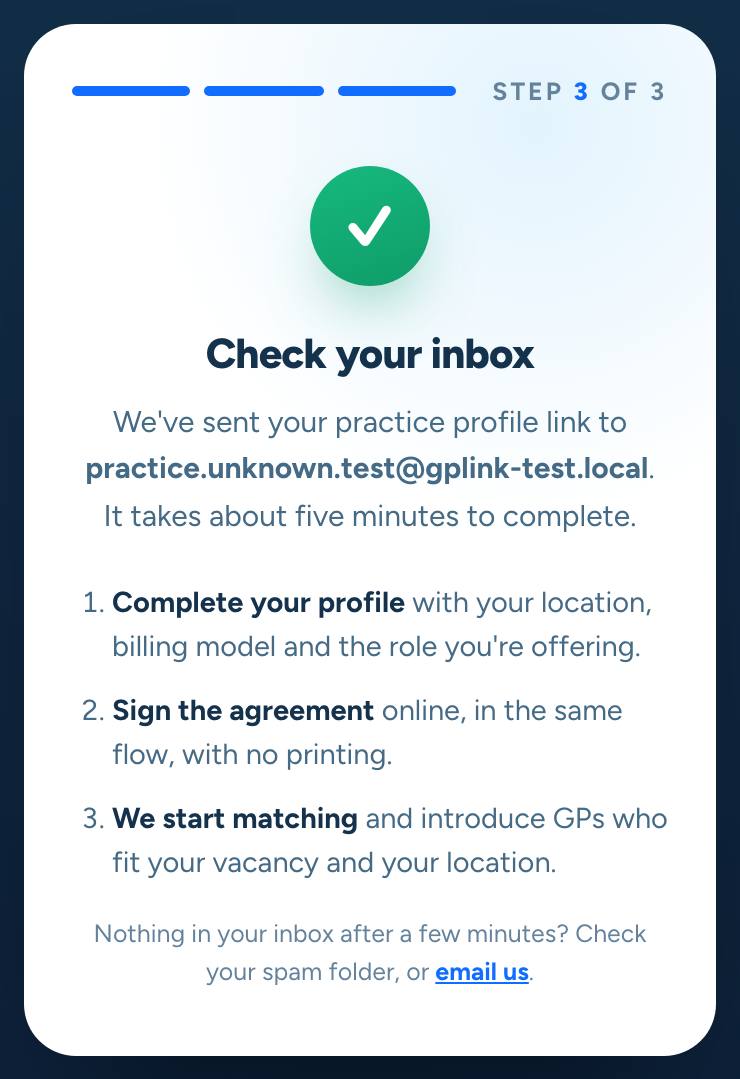 STEP 3 OF 3
Check your inbox
We've sent your practice profile link to
practice.unknown.test@gplink-test.local.
It takes about five minutes to complete.
1. Complete your profile with your location,
billing model and the role you're offering.
2. Sign the agreement online, in the same
flow, with no printing.
3. We start matching and introduce GPs who
fit your vacancy and your location.
Nothing in your inbox after a few minutes? Check
your spam folder, or email us.